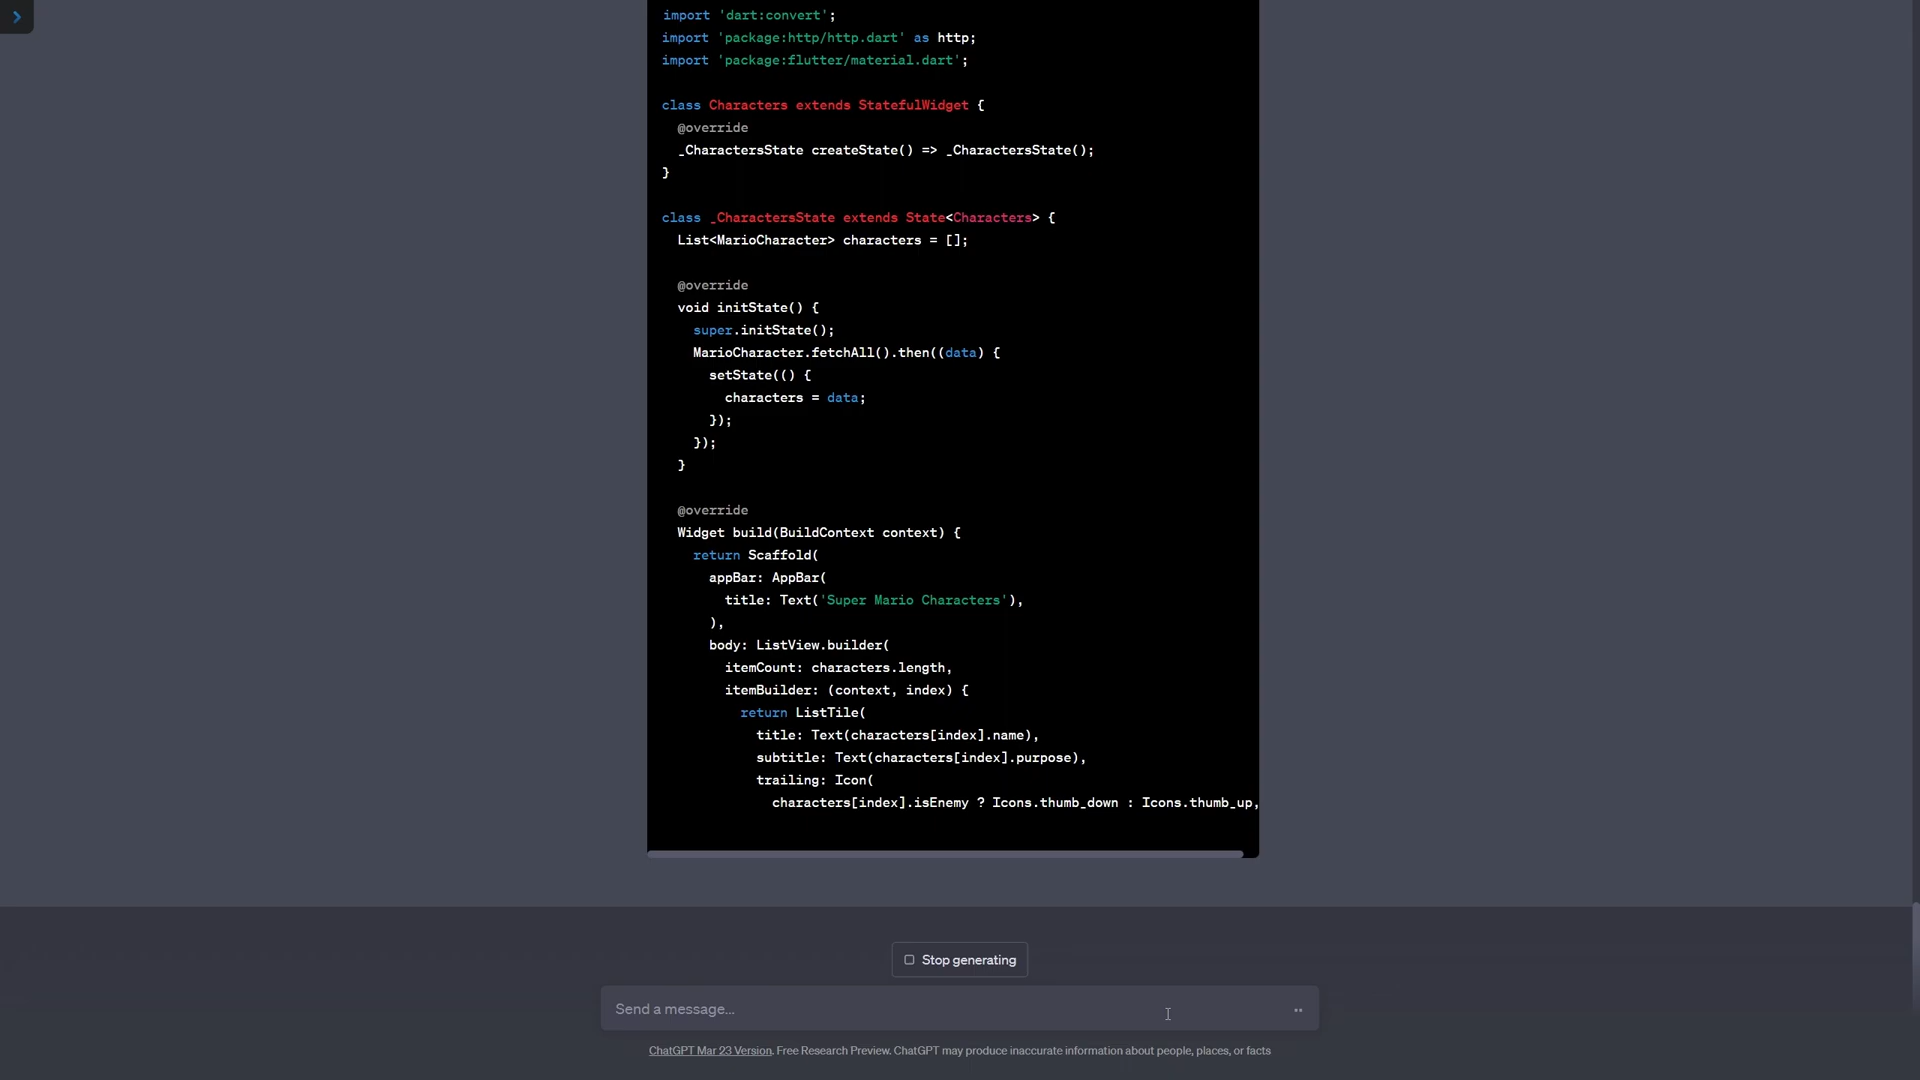 import 'dart:convert';
import 'package:http/http.dart' as http;
import 'package:flutter/material.dart';

class Characters extends StatefulWidget {
  @override
  _CharactersState createState() => _CharactersState();
}

class _CharactersState extends State<Characters> {
  List<MarioCharacter> characters = [];

  @override
  void initState() {
    super.initState();
    MarioCharacter.fetchAll().then((data) {
      setState(() {
        characters = data;
      });
    });
  }

  @override
  Widget build(BuildContext context) {
    return Scaffold(
      appBar: AppBar(
        title: Text('Super Mario Characters'),
      ),
      body: ListView.builder(
        itemCount: characters.length,
        itemBuilder: (context, index) {
          return ListTile(
            title: Text(characters[index].name),
            subtitle: Text(characters[index].purpose),
            trailing: Icon(
              characters[index].isEnemy ? Icons.thumb_down : Icons.thumb_up,
Stop generating
Send a message...
ChatGPT Mar 23 Version. Free Research Preview. ChatGPT may produce inaccurate information about people, places, or facts